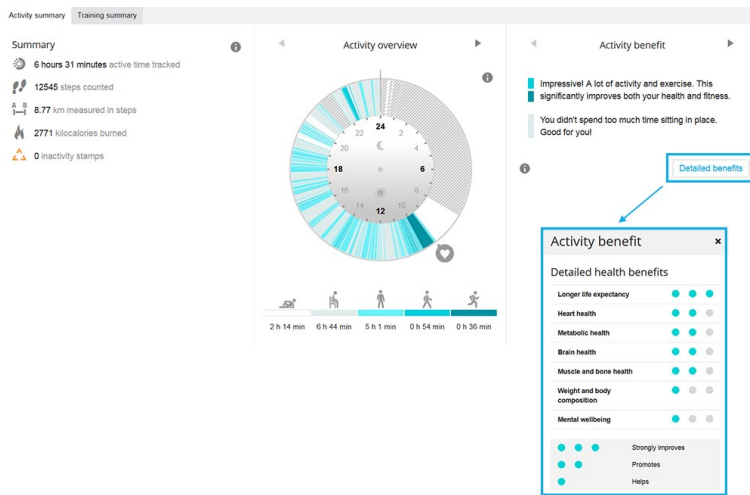 Activity summary
Training summary
Summary
6 hours 31 minutes active time tracked
12545 steps counted
A B
8.77 km measured in steps
2771 kilocalories burned
0 inactivity stamps
Activity overview
24
2
4
6
8
10
12
14
16
18
20
22
2 h 14 min
6 h 44 min
5 h 1 min
0 h 54 min
0 h 36 min
Activity benefit
Impressive! A lot of activity and exercise. This
significantly improves both your health and fitness.
You didn't spend too much time sitting in place.
Good for you!
Detailed benefits
Activity benefit
×
Detailed health benefits
Longer life expectancy
Heart health
Metabolic health
Brain health
Muscle and bone health
Weight and body
composition
Mental wellbeing
Strongly improves
Promotes
Helps